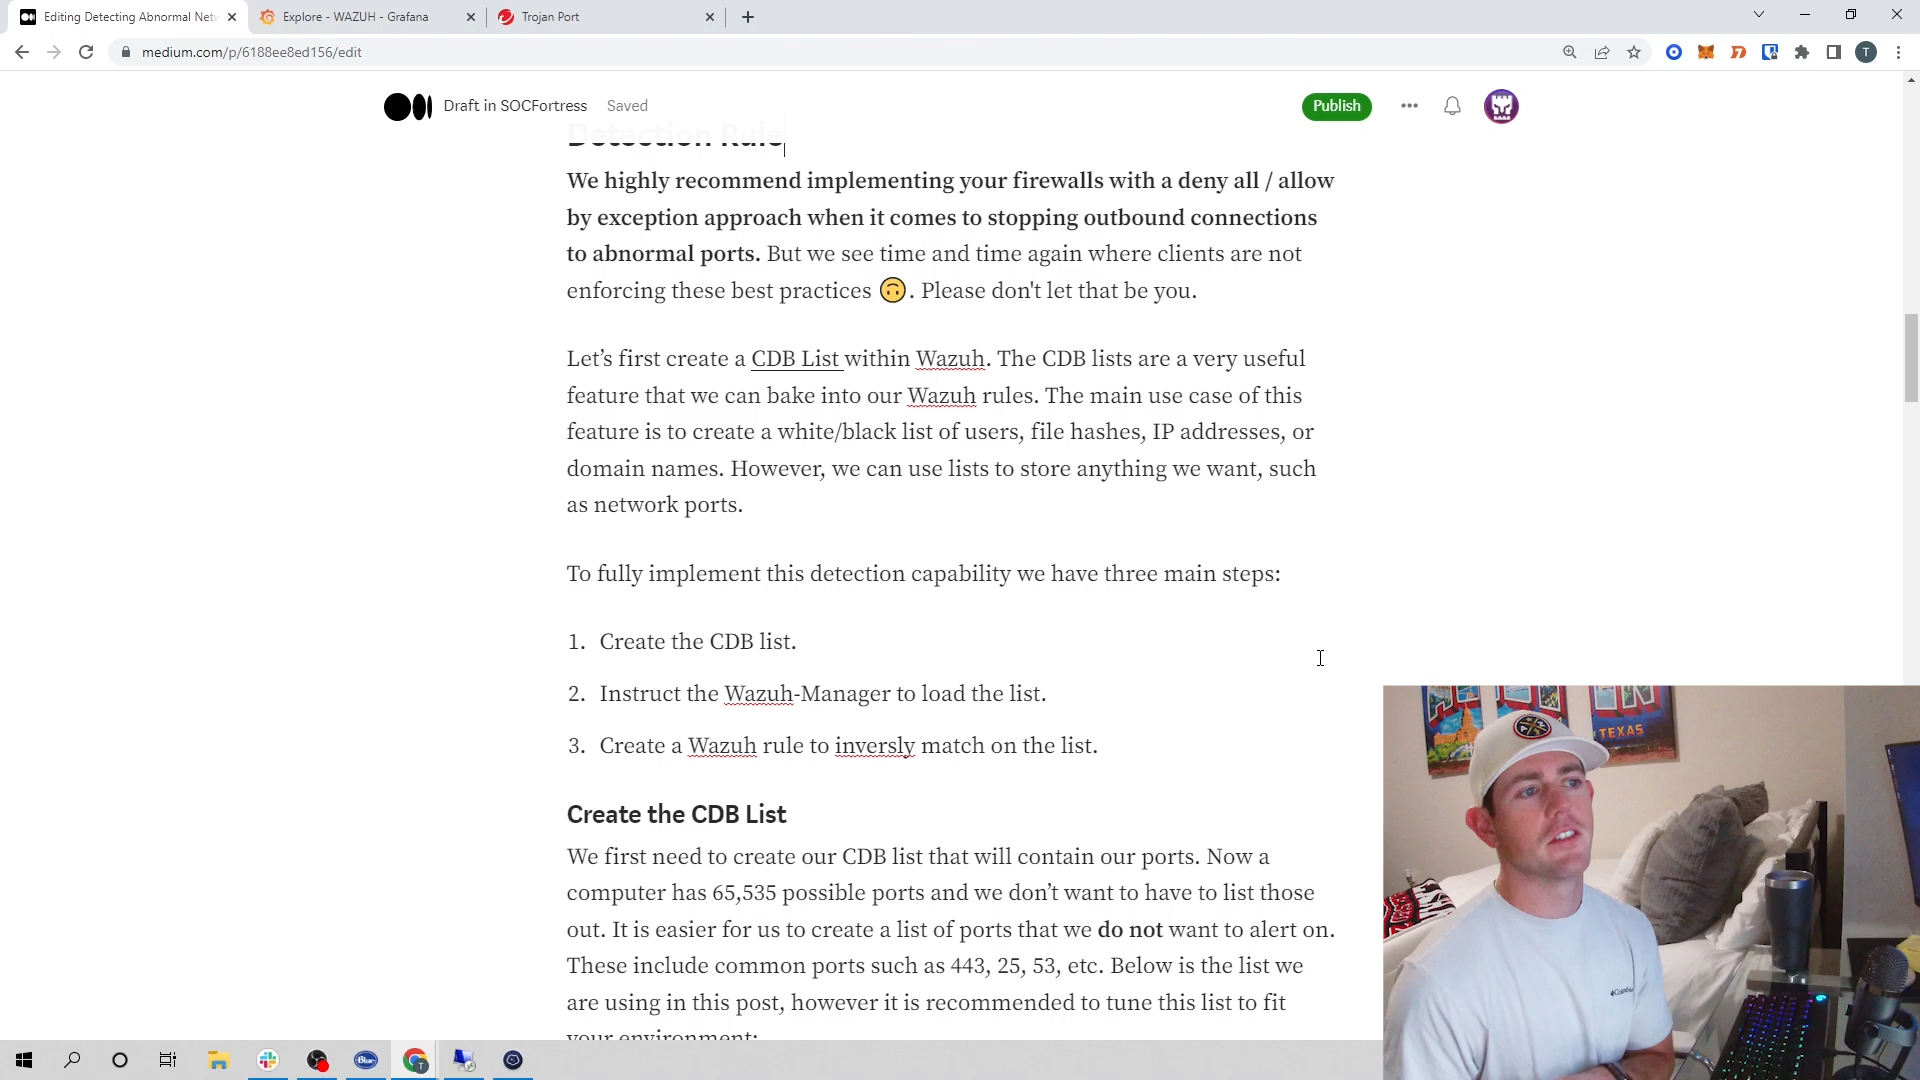 Editing Detecting Abnormal Netw
Explore - WAZUH - Grafana
Trojan Port
medium.com/p/6188ee8ed156/edit
T
Draft in SOCFortress
Saved
Publish
Detection Rule
We highly recommend implementing your firewalls with a deny all / allow
by exception approach when it comes to stopping outbound connections
to abnormal ports. But we see time and time again where clients are not
enforcing these best practices 🙃. Please don't let that be you.
Let’s first create a CDB List within Wazuh. The CDB lists are a very useful
feature that we can bake into our Wazuh rules. The main use case of this
feature is to create a white/black list of users, file hashes, IP addresses, or
domain names. However, we can use lists to store anything we want, such
as network ports.
To fully implement this detection capability we have three main steps:
1. Create the CDB list.
2. Instruct the Wazuh-Manager to load the list.
3. Create a Wazuh rule to inversly match on the list.
Create the CDB List
We first need to create our CDB list that will contain our ports. Now a
computer has 65,535 possible ports and we don’t want to have to list those
out. It is easier for us to create a list of ports that we do not want to alert on.
These include common ports such as 443, 25, 53, etc. Below is the list we
are using in this post, however it is recommended to tune this list to fit
your environment:
TEXAS
Columbia
Blue
T